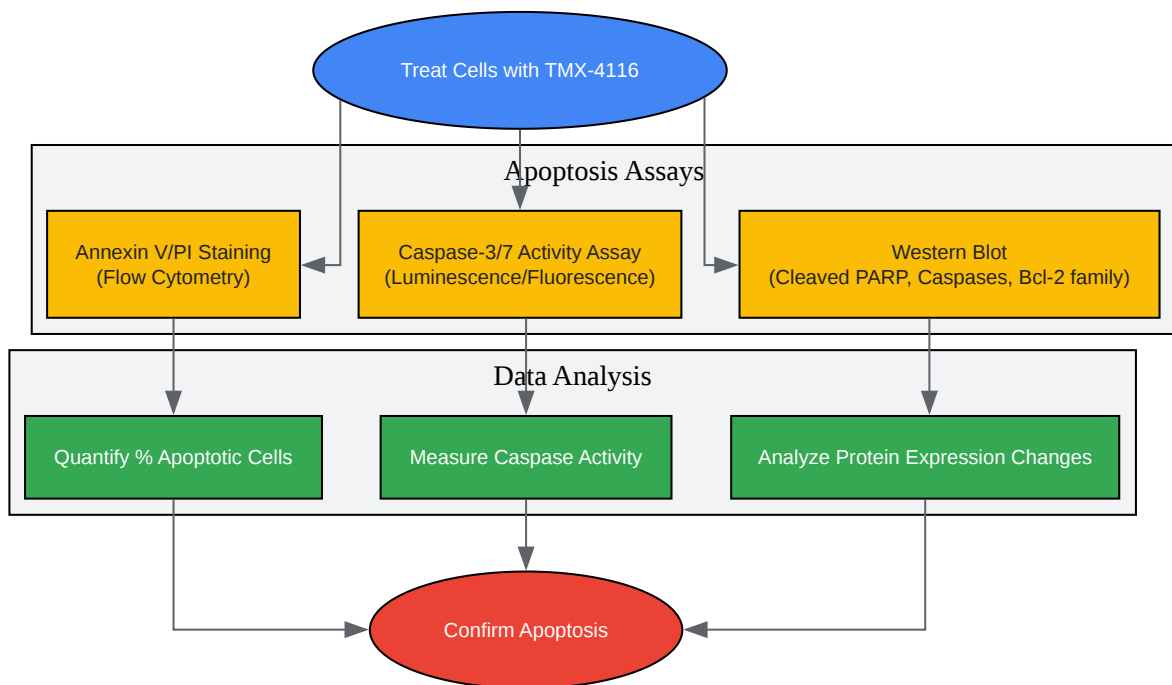 Treat Cells with TMX-4116
Apoptosis Assays
Annexin V/PI Staining
(Flow Cytometry)
Caspase-3/7 Activity Assay
(Luminescence/Fluorescence)
Western Blot
(Cleaved PARP, Caspases, Bcl-2 family)
Data Analysis
Quantify % Apoptotic Cells
Measure Caspase Activity
Analyze Protein Expression Changes
Confirm Apoptosis